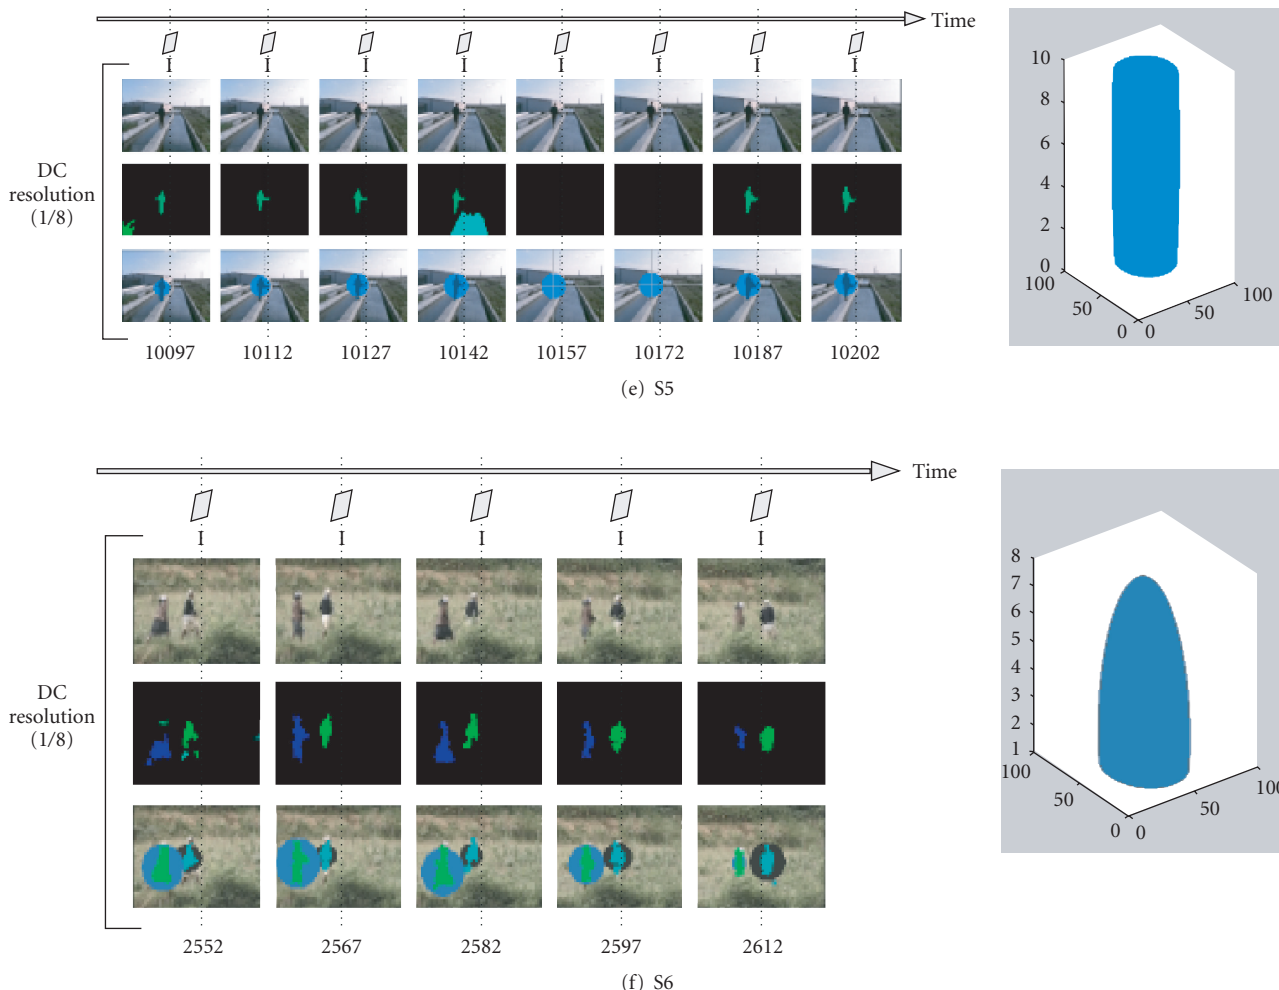 Time
I I I I I I I I
DC
resolution
(1/8)
10097 10112 10127 10142 10157 10172 10187 10202
(e) S5
10
8
6
4
2
0
100
50
0 0
50
100
Time
I I I I I
DC
resolution
(1/8)
2552 2567 2582 2597 2612
(f) S6
8
7
6
5
4
3
2
1
100
50
0 0
50
100